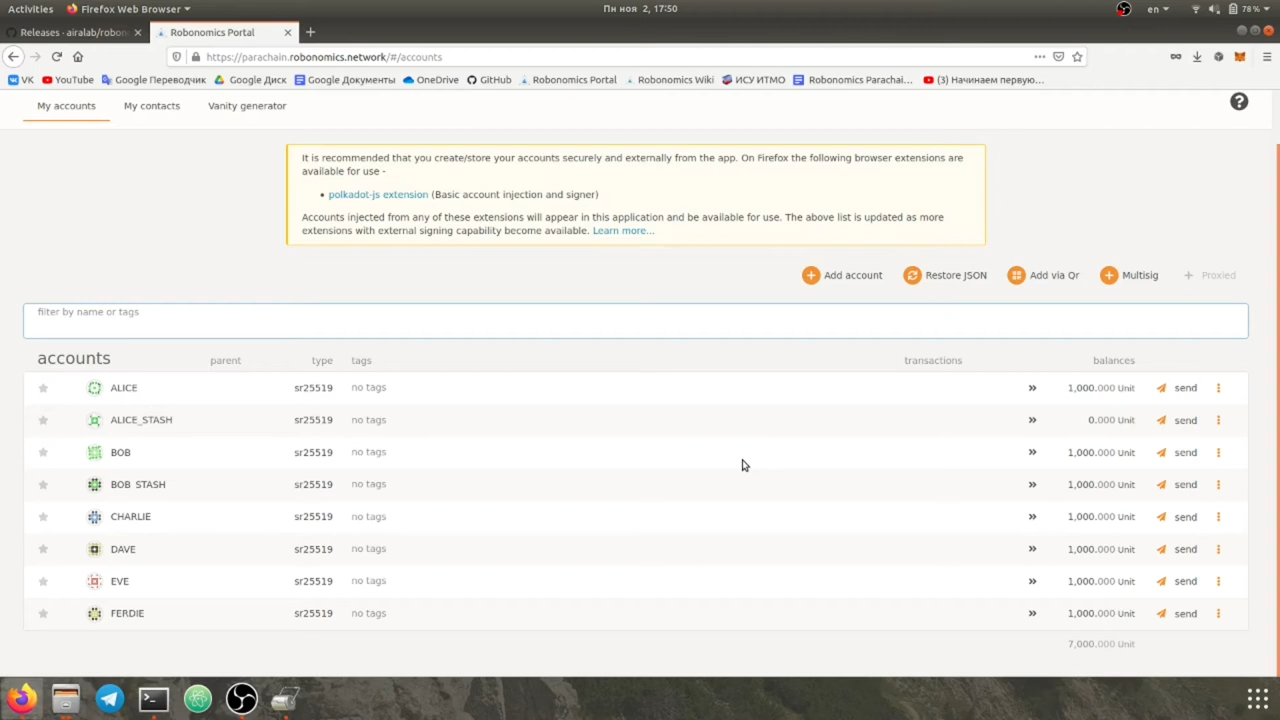 Activities Firefox Web Browser Пн ноя 2, 17:50 en 78%
Releases · airalab/robon Robonomics Portal
https://parachain.robonomics.network/#/accounts
VK YouTube Google Переводчик Google Диск Google Документы OneDrive GitHub Robonomics Portal Robonomics Wiki ИСУ ИТМО Robonomics Parachai... (3) Начинаем первую...
My accounts My contacts Vanity generator
It is recommended that you create/store your accounts securely and externally from the app. On Firefox the following browser extensions are
available for use -
• polkadot-js extension (Basic account injection and signer)
Accounts injected from any of these extensions will appear in this application and be available for use. The above list is updated as more
extensions with external signing capability become available. Learn more...
Add account Restore JSON Add via Qr Multisig Proxied
filter by name or tags
accounts parent type tags transactions balances
ALICE sr25519 no tags 1,000.000 Unit send
ALICE_STASH sr25519 no tags 0.000 Unit send
BOB sr25519 no tags 1,000.000 Unit send
BOB_STASH sr25519 no tags 1,000.000 Unit send
CHARLIE sr25519 no tags 1,000.000 Unit send
DAVE sr25519 no tags 1,000.000 Unit send
EVE sr25519 no tags 1,000.000 Unit send
FERDIE sr25519 no tags 1,000.000 Unit send
7,000.000 Unit